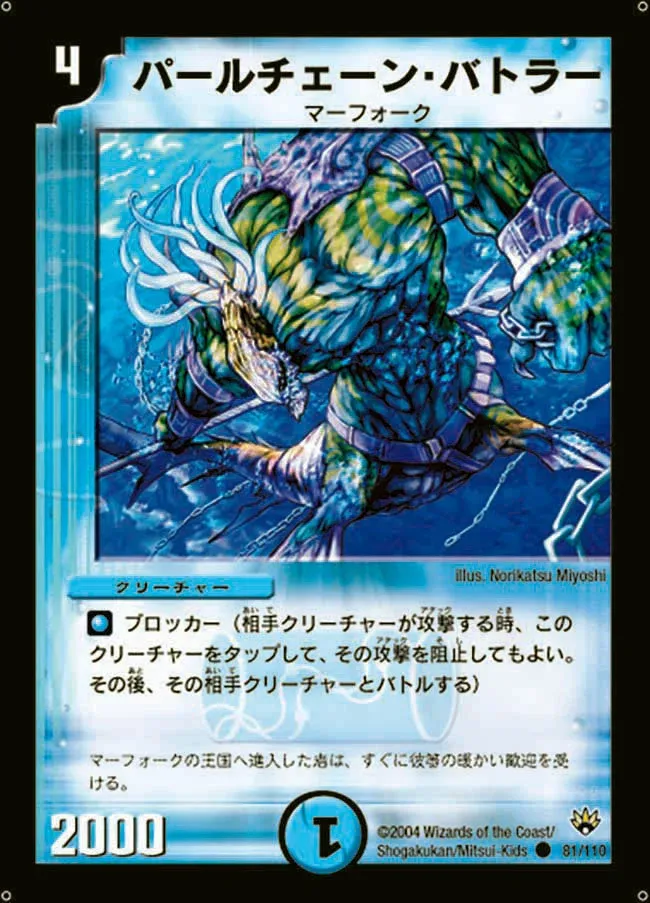 4
パールチェーン・バトラー
マーフォーク
illus. Norikatsu Miyoshi
クリーチャー
ブロッカー（相手クリーチャーが攻撃する時、この
クリーチャーをタップして、その攻撃を阻止してもよい。
その後、その相手クリーチャーとバトルする）
マーフォークの王国へ進入した者は、すぐに彼等の暖かい歓迎を受
ける。
2000
1
©2004 Wizards of the Coast/
Shogakukan/Mitsui-Kids
81/110